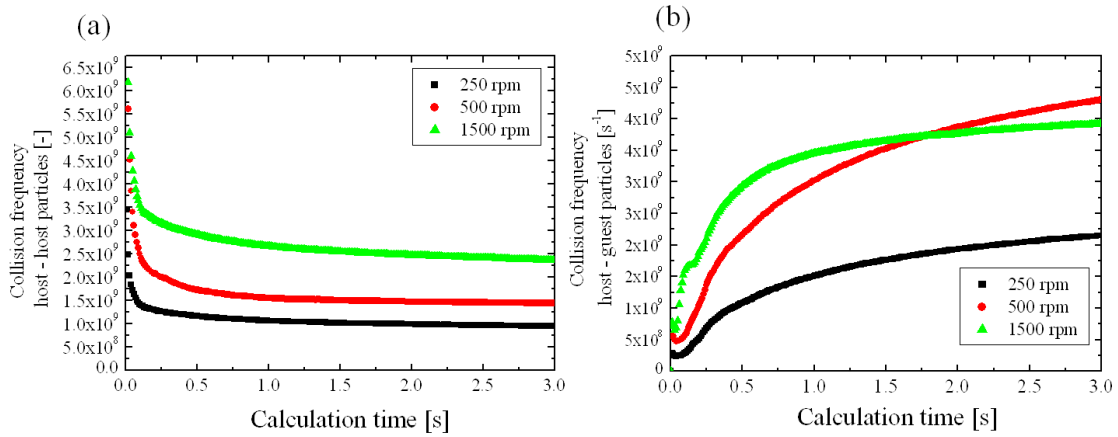 (a)
Collision frequency
host - host particles [-]
6.5x10⁹
6.0x10⁹
5.5x10⁹
5.0x10⁹
4.5x10⁹
4.0x10⁹
3.5x10⁹
3.0x10⁹
2.5x10⁹
2.0x10⁹
1.5x10⁹
1.0x10⁹
5.0x10⁸
0.0
250 rpm
500 rpm
1500 rpm
0.0 0.5 1.0 1.5 2.0 2.5 3.0
Calculation time [s]
(b)
Collision frequency
host - guest particles [s⁻¹]
5x10⁹
5x10⁹
4x10⁹
4x10⁹
3x10⁹
3x10⁹
2x10⁹
2x10⁹
1x10⁹
5x10⁸
0
250 rpm
500 rpm
1500 rpm
0.0 0.5 1.0 1.5 2.0 2.5 3.0
Calculation time [s]